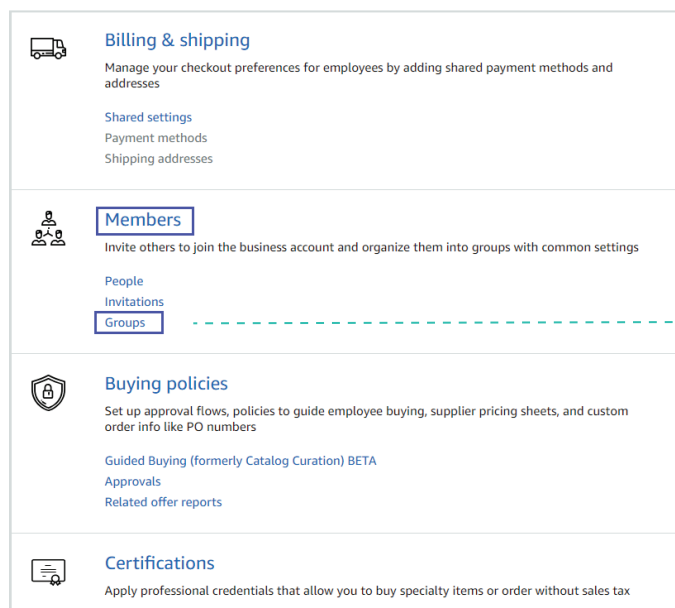 Billing & shipping
Manage your checkout preferences for employees by adding shared payment methods and
addresses
Shared settings
Payment methods
Shipping addresses
Members
Invite others to join the business account and organize them into groups with common settings
People
Invitations
Groups
Buying policies
Set up approval flows, policies to guide employee buying, supplier pricing sheets, and custom
order info like PO numbers
Guided Buying (formerly Catalog Curation) BETA
Approvals
Related offer reports
Certifications
Apply professional credentials that allow you to buy specialty items or order without sales tax